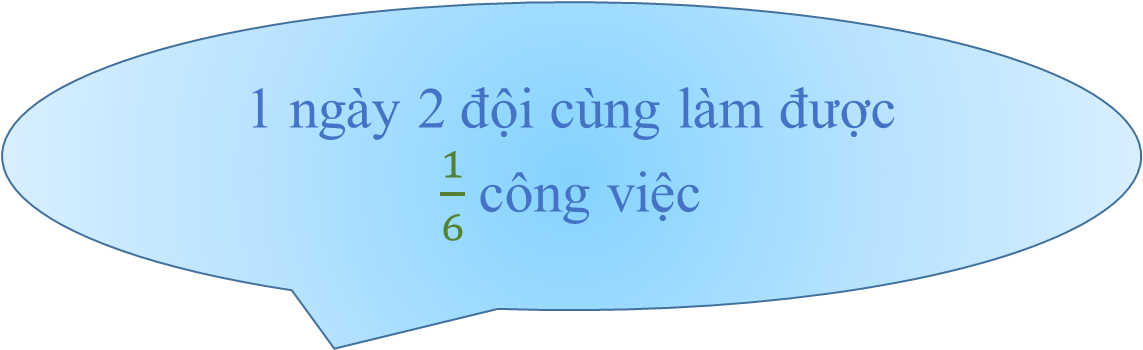 1 ngày 2 đội cùng làm được
1/6 công việc